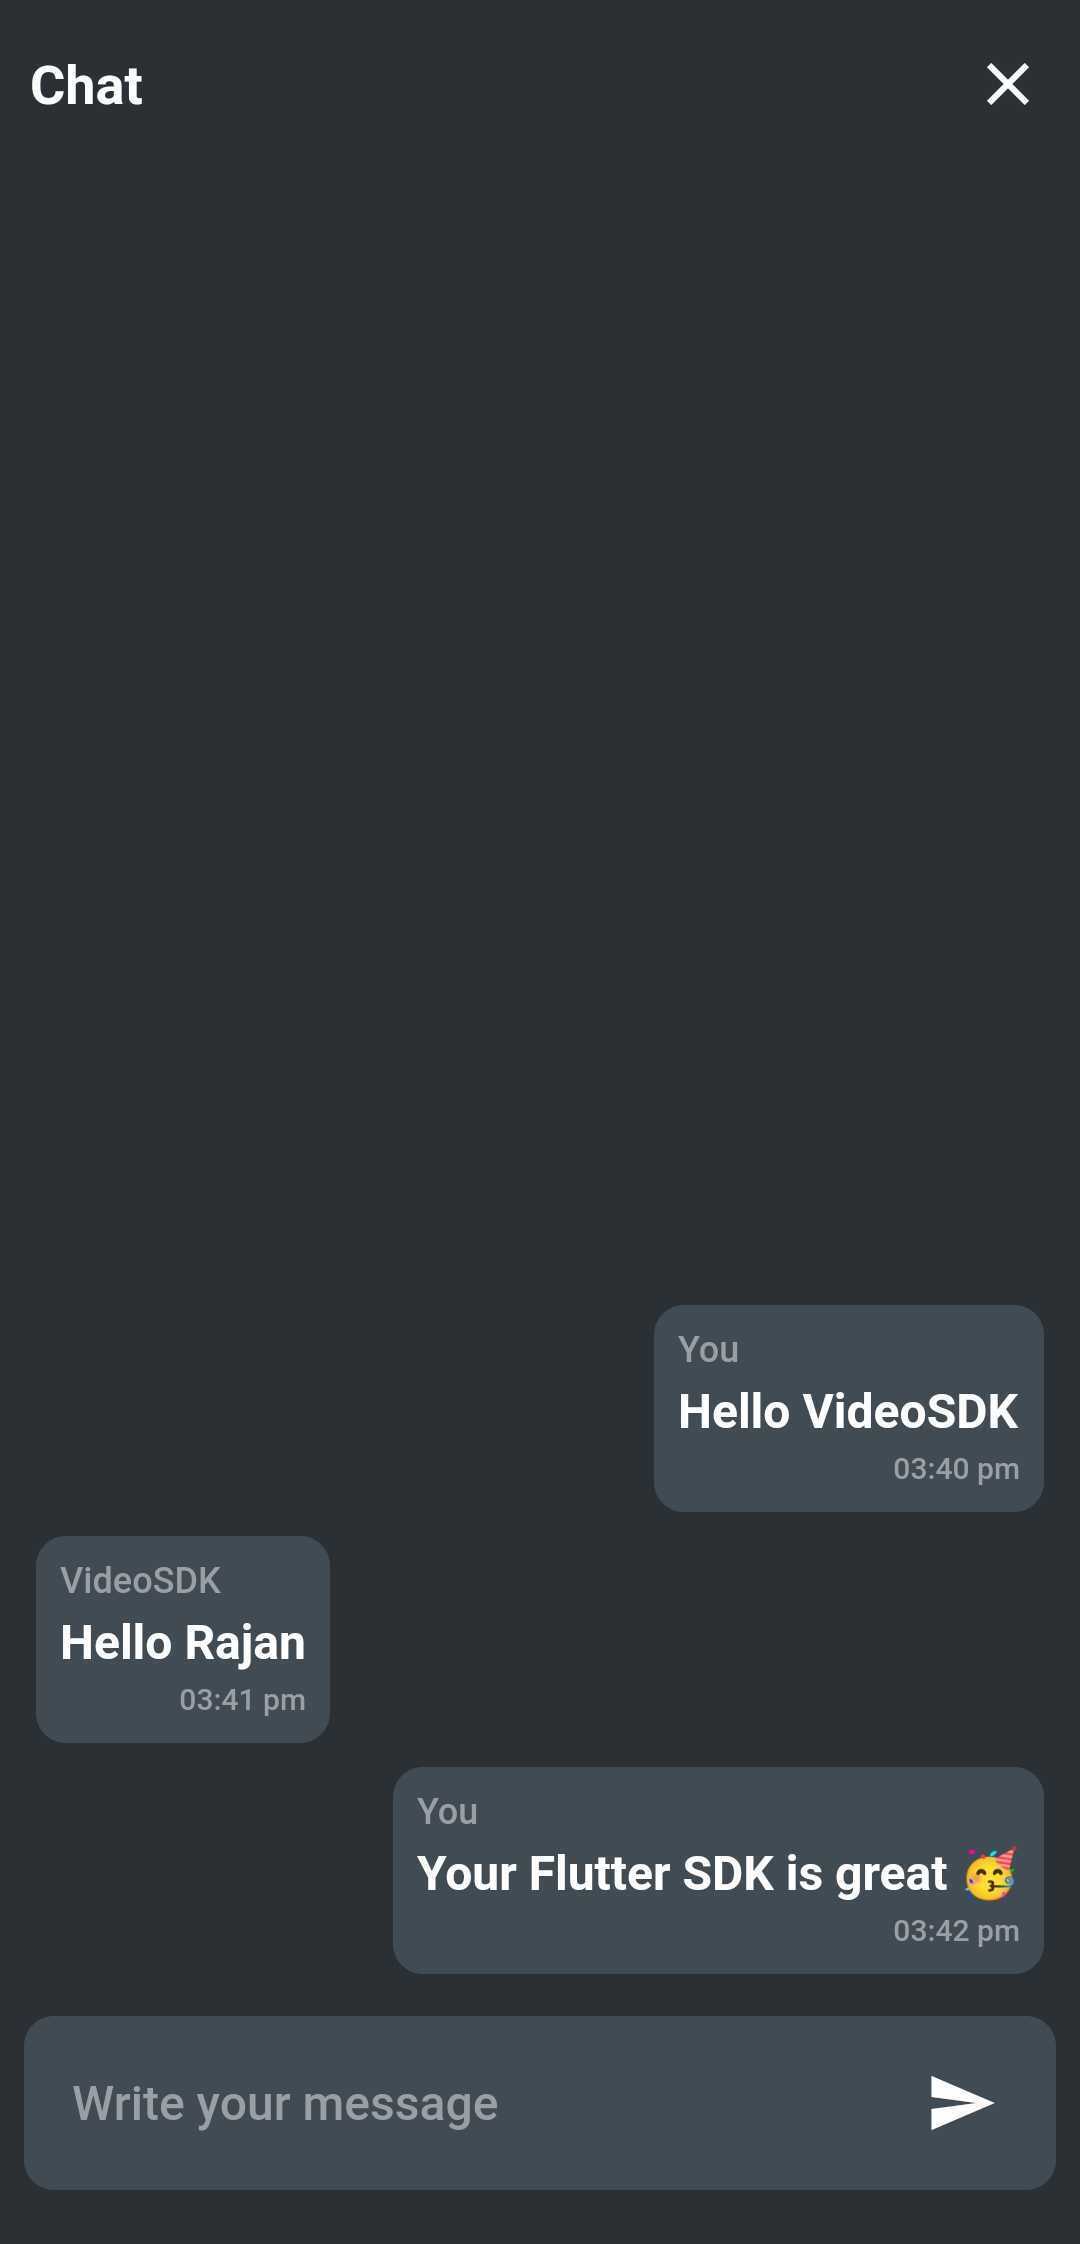 Chat
You
Hello VideoSDK
03:40 pm
VideoSDK
Hello Rajan
03:41 pm
You
Your Flutter SDK is great 🥳
03:42 pm
Write your message